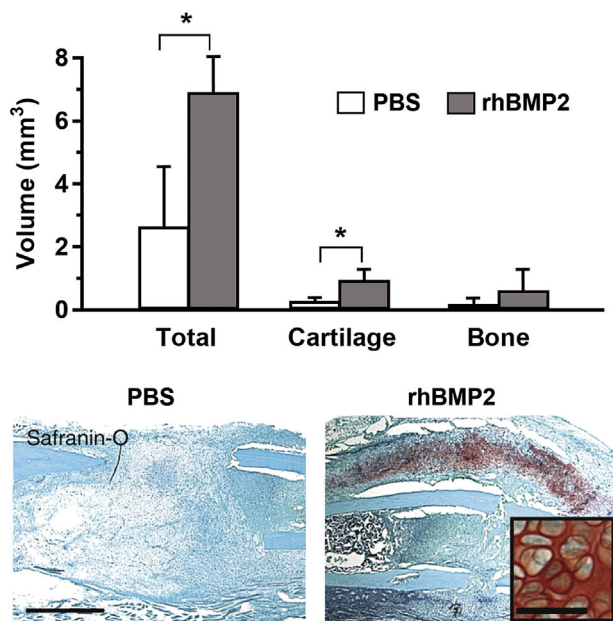 *
8
6
4
2
0
Volume (mm³)
PBS rhBMP2
*
Total Cartilage Bone
PBS rhBMP2
Safranin-O